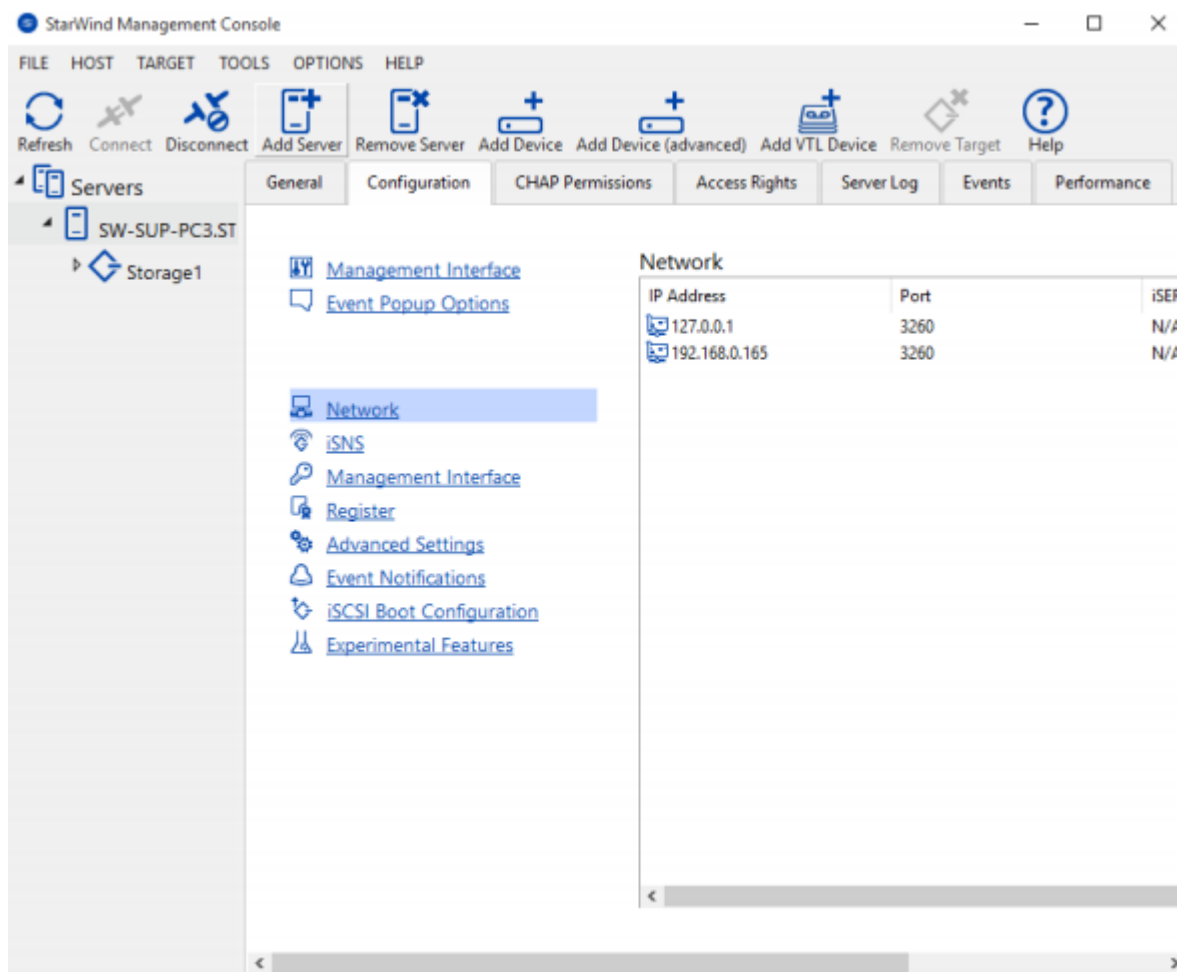 StarWind Management Console
FILE HOST TARGET TOOLS OPTIONS HELP
Refresh Connect Disconnect Add Server Remove Server Add Device Add Device (advanced) Add VTL Device Remove Target Help
Servers
SW-SUP-PC3.ST
Storage1
General Configuration CHAP Permissions Access Rights Server Log Events Performance
Management Interface
Event Popup Options
Network
iSNS
Management Interface
Register
Advanced Settings
Event Notifications
iSCSI Boot Configuration
Experimental Features
Network
IP Address Port iSER
127.0.0.1 3260 N/A
192.168.0.165 3260 N/A